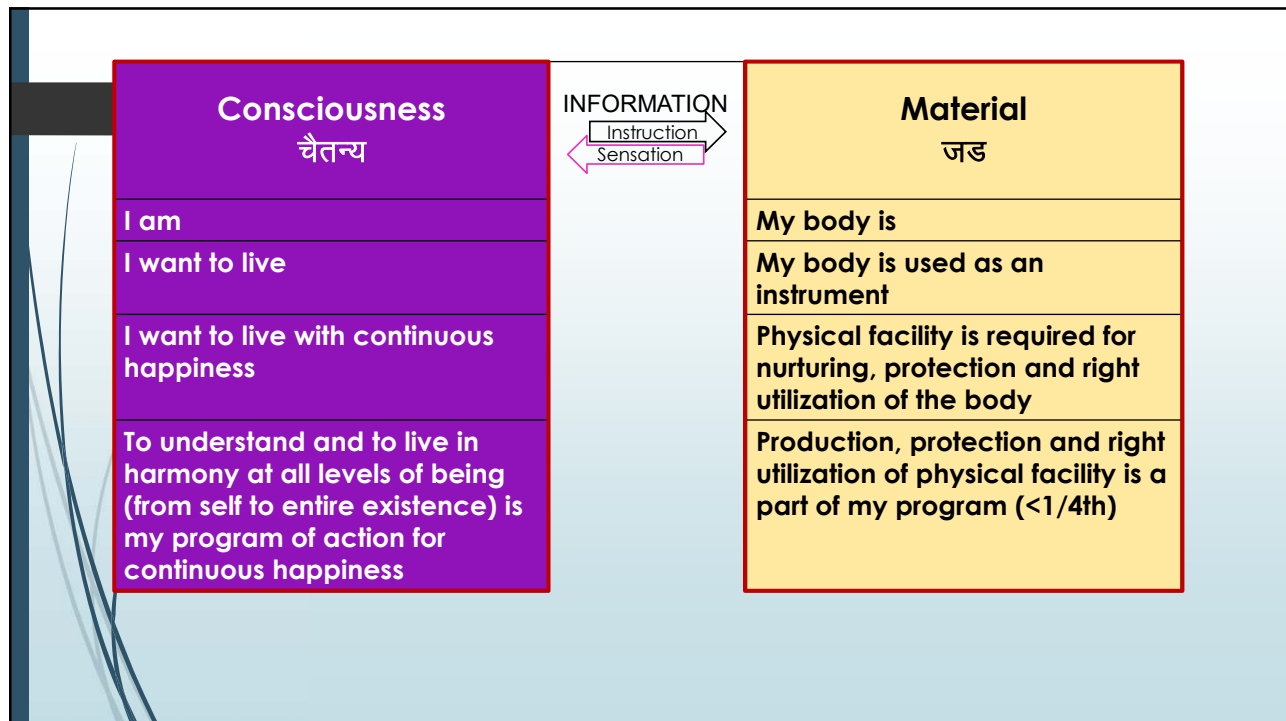 Consciousness
चैतन्य
INFORMATION
Instruction
Sensation
Material
जड
I am
My body is
I want to live
My body is used as an
instrument
I want to live with continuous
happiness
Physical facility is required for
nurturing, protection and right
utilization of the body
To understand and to live in
harmony at all levels of being
(from self to entire existence) is
my program of action for
continuous happiness
Production, protection and right
utilization of physical facility is a
part of my program (<1/4th)